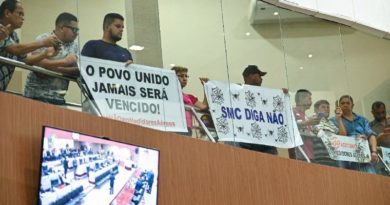 O POVO UNIDO
JAMAIS SERÁ
VENCIDO!
SMC DIGA NÃO